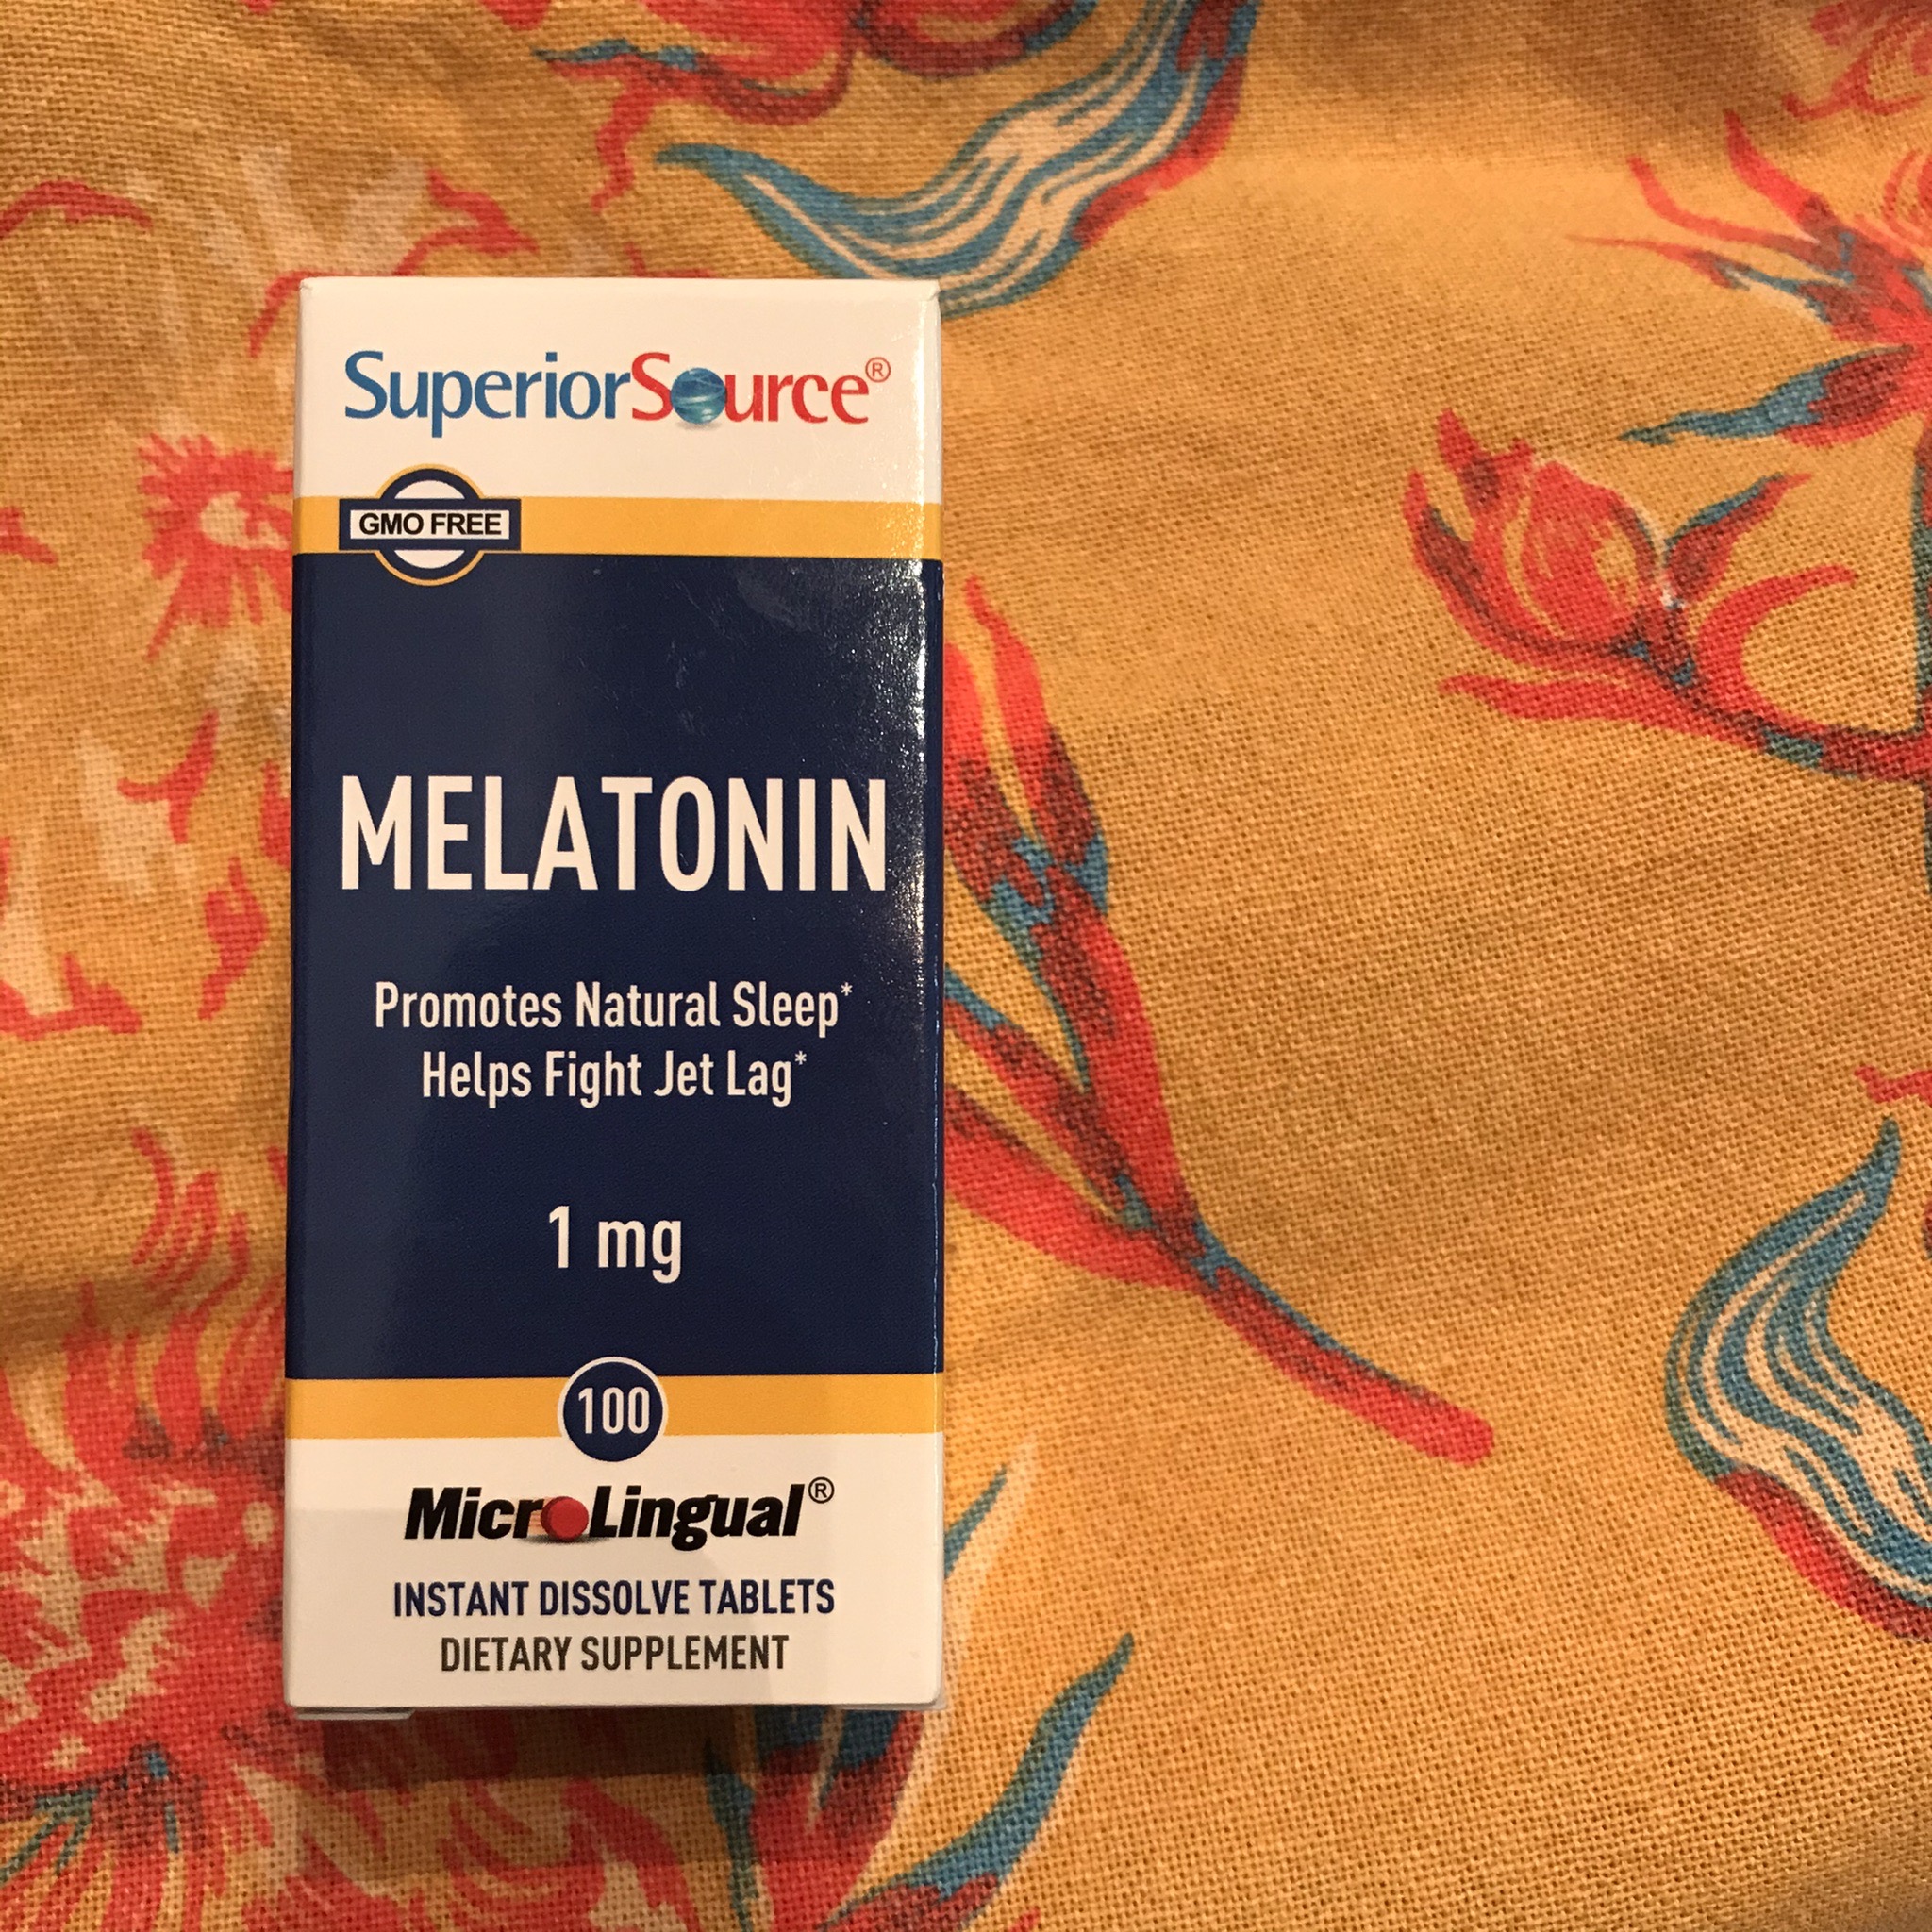 SuperiorSource®
GMO FREE
MELATONIN
Promotes Natural Sleep*
Helps Fight Jet Lag*
1 mg
100
MicroLingual®
INSTANT DISSOLVE TABLETS
DIETARY SUPPLEMENT